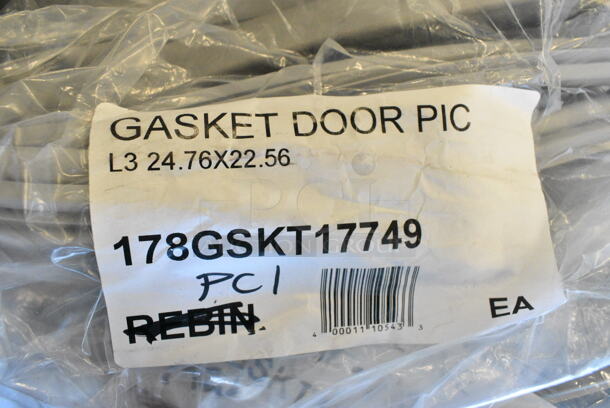 GASKET DOOR PIC
L3 24.76X22.56
178GSKT17749
PC1
REBIN
4 00011 10543 3
EA